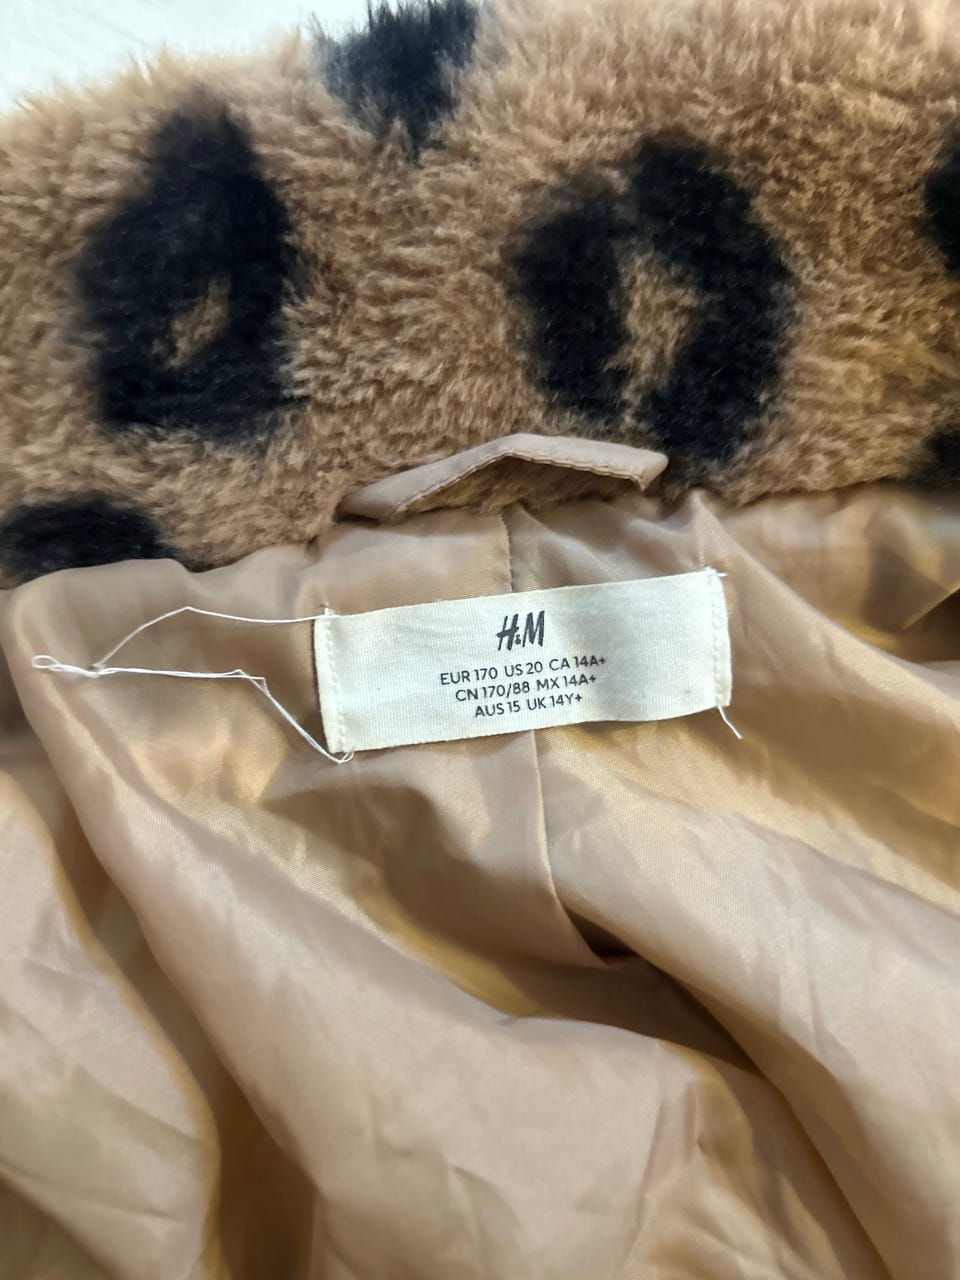 H&M
EUR 170 US 20 CA 14A+
CN 170/88 MX 14A+
AUS 15 UK 14Y+